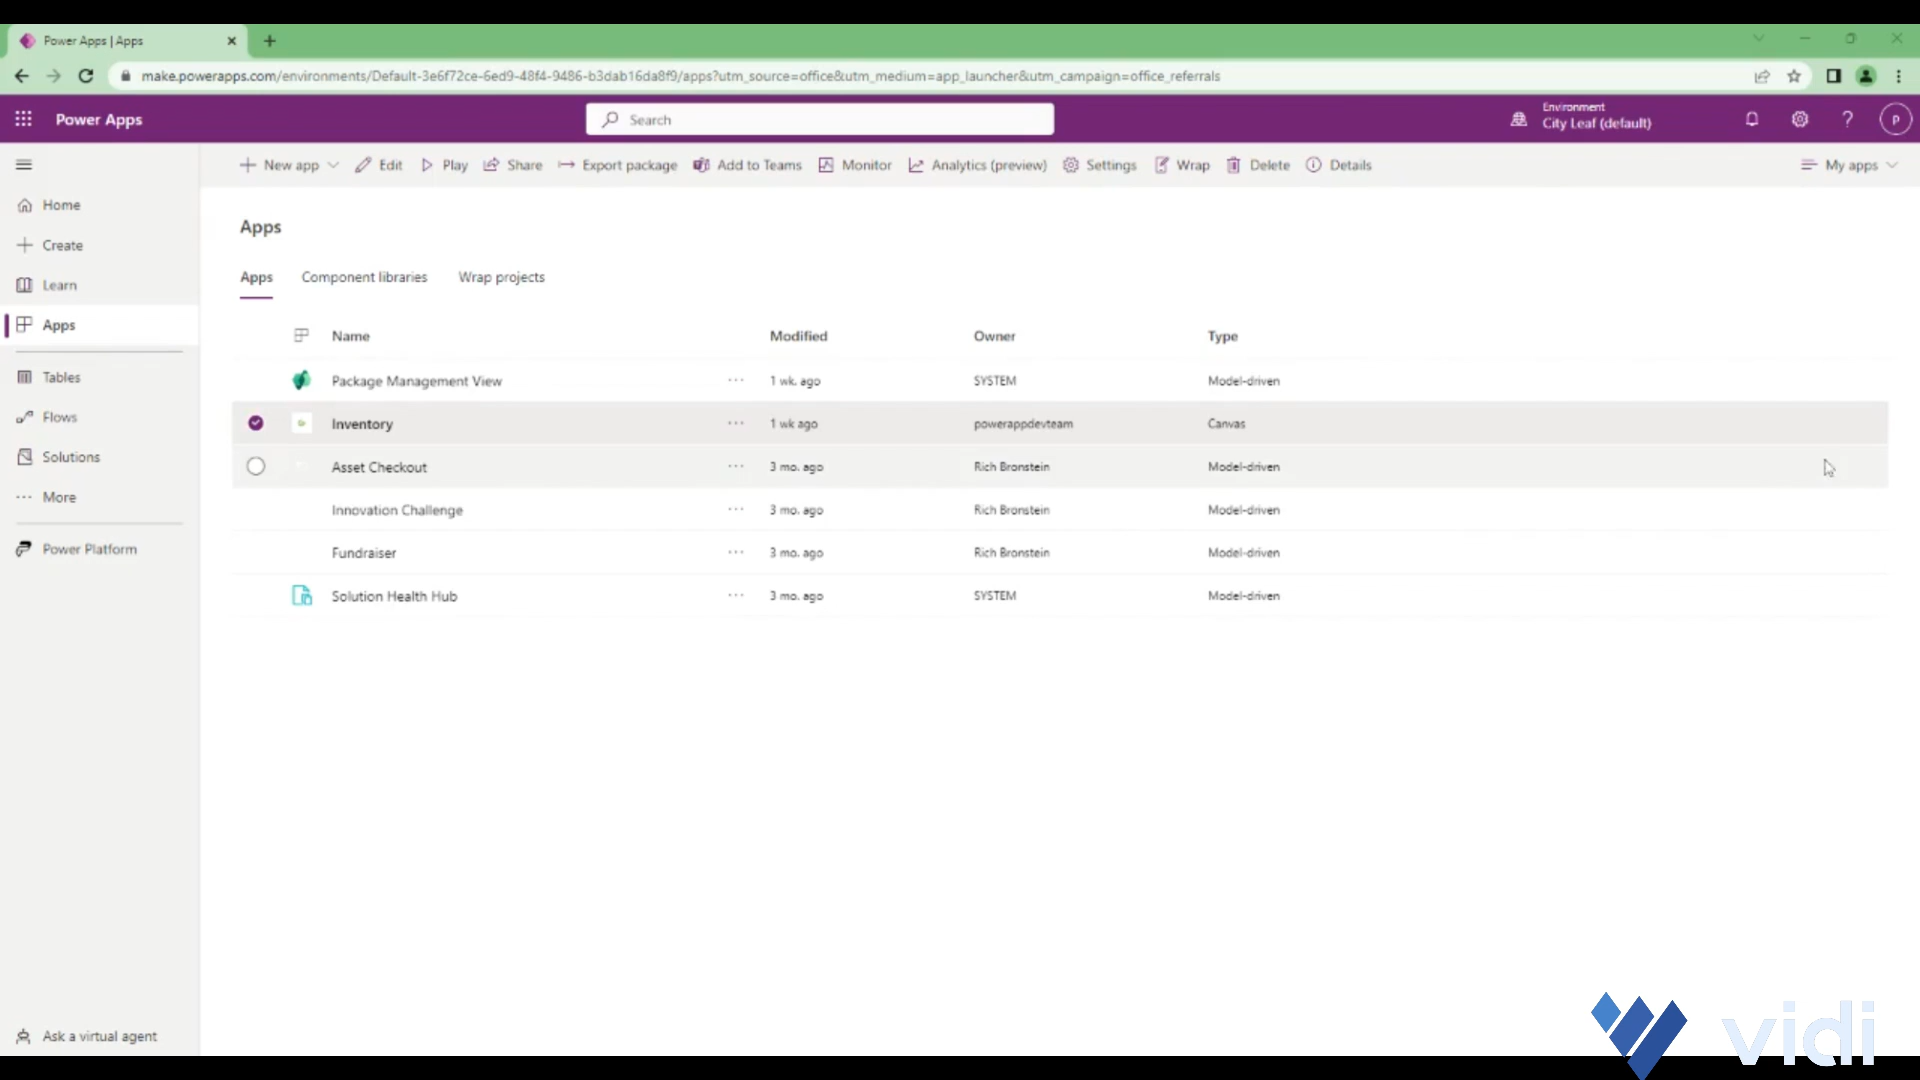 Power Apps | Apps
make.powerapps.com/environments/Default-3e6f72ce-6ed9-48f4-9486-b3dab16da8f9/apps?utm_source=office&utm_medium=app_launcher&utm_campaign=office_referrals
Power Apps
Search
Environment
City Leaf (default)
?
P
New app
Edit
Play
Share
Export package
Add to Teams
Monitor
Analytics (preview)
Settings
Wrap
Delete
Details
My apps
Home
Create
Learn
Apps
Tables
Flows
Solutions
More
Power Platform
Ask a virtual agent
Apps
Apps Component libraries Wrap projects
Name Modified Owner Type
Package Management View ... 1 wk. ago SYSTEM Model-driven
Inventory ... 1 wk ago powerappdevteam Canvas
Asset Checkout ... 3 mo. ago Rich Bronstein Model-driven
Innovation Challenge ... 3 mo. ago Rich Bronstein Model-driven
Fundraiser ... 3 mo. ago Rich Bronstein Model-driven
Solution Health Hub ... 3 mo. ago SYSTEM Model-driven
vidi